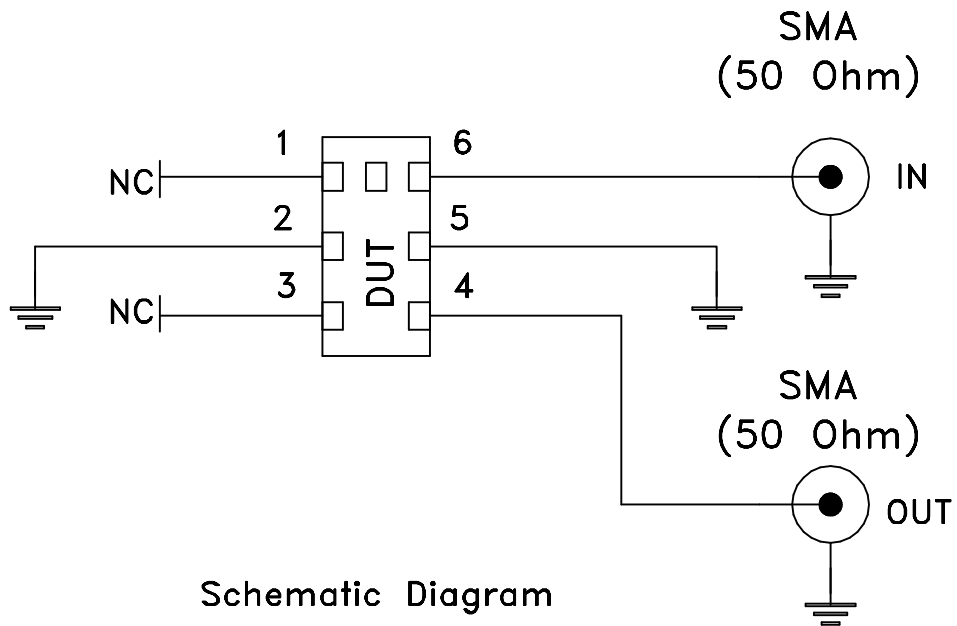 SMA
(50 Ohm)
1
6
NC
IN
2
5
DUT
3
4
NC
SMA
(50 Ohm)
OUT
Schematic Diagram